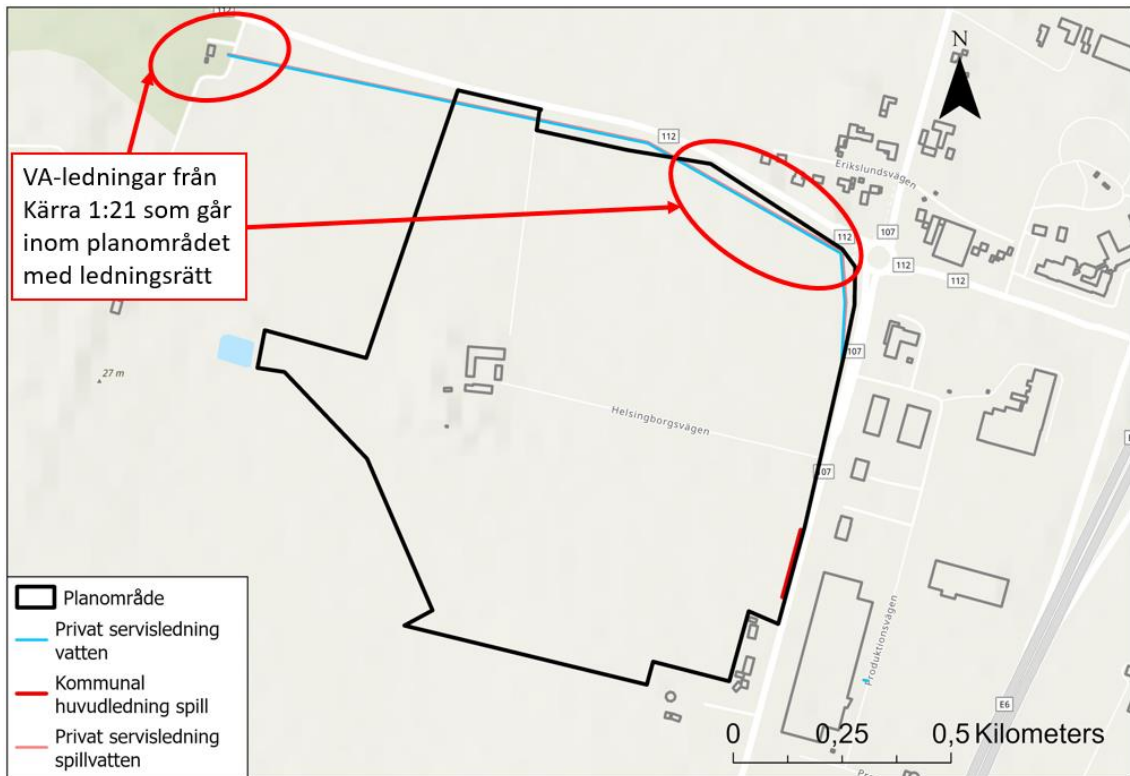 112
N
112
Erikslundsvägen
VA-ledningar från
Kärra 1:21 som går
inom planområdet
med ledningsrätt
107
112
112
112
107
27 m
Helsingborgsvägen
107
Planområde
Privat servisledning
vatten
Kommunal
huvudledning spill
Privat servisledning
spillvatten
Produktionsvägen
E6
0 0,25 0,5 Kilometers